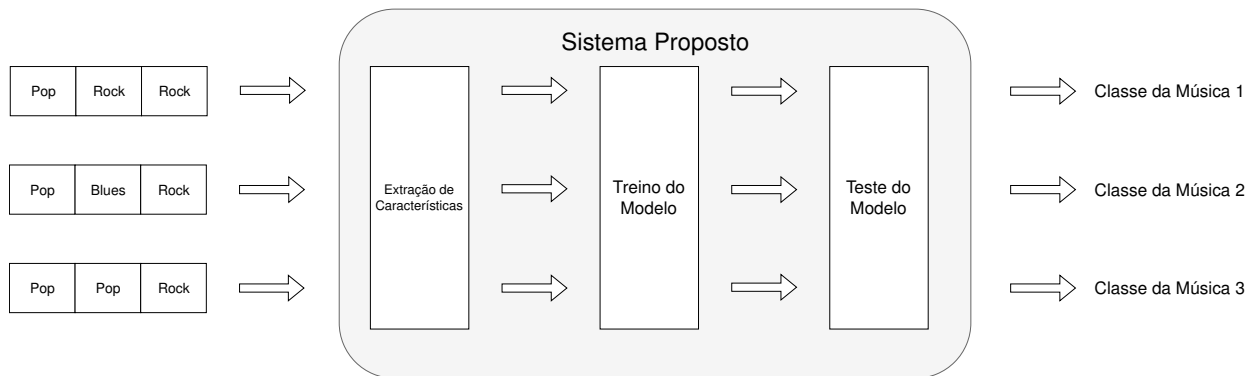 Sistema Proposto
Pop Rock Rock
Classe da Música 1
Pop Blues Rock
Extração de
Características
Treino do
Modelo
Teste do
Modelo
Classe da Música 2
Pop Pop Rock
Classe da Música 3